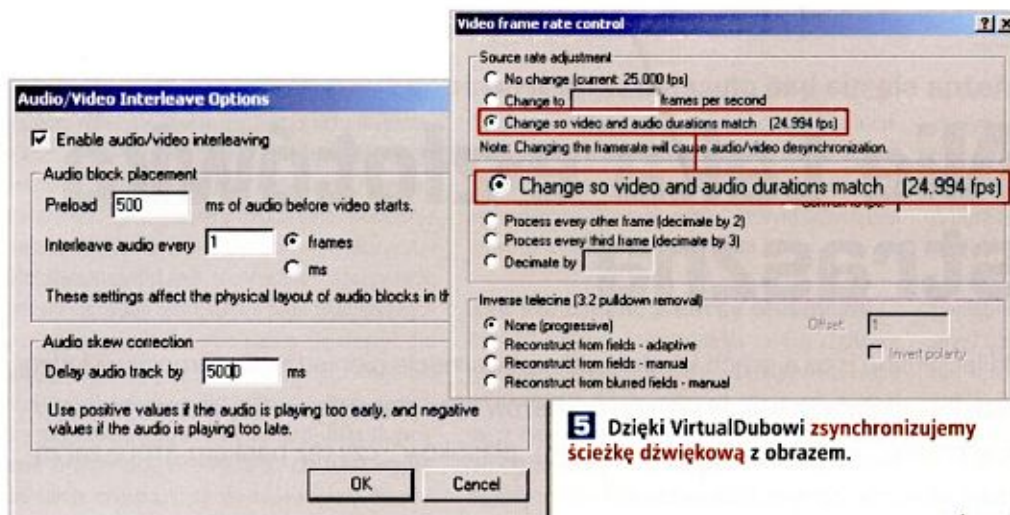 Video frame rate control
Source rate adjustment
No change (current: 25.000 fps)
Change to frames per second
Change so video and audio durations match (24.994 fps)
Note: Changing the framerate will cause audio/video desynchronization.
Change so video and audio durations match (24.994 fps)
Process every other frame (decimate by 2)
Process every third frame (decimate by 3)
Decimate by
Inverse telecine (3:2 pulldown removal)
None (progressive)
Offset: 1
Reconstruct from fields - adaptive
Invert polarity
Reconstruct from fields - manual
Reconstruct from blurred fields - manual
Audio/Video Interleave Options
Enable audio/video interleaving
Audio block placement
Preload 500 ms of audio before video starts.
Interleave audio every 1 frames
ms
These settings affect the physical layout of audio blocks in th
Audio skew correction
Delay audio track by 5000 ms
Use positive values if the audio is playing too early, and negative
values if the audio is playing too late.
OK Cancel
5 Dzięki VirtualDubowi zsynchronizujemy
ścieżkę dźwiękową z obrazem.